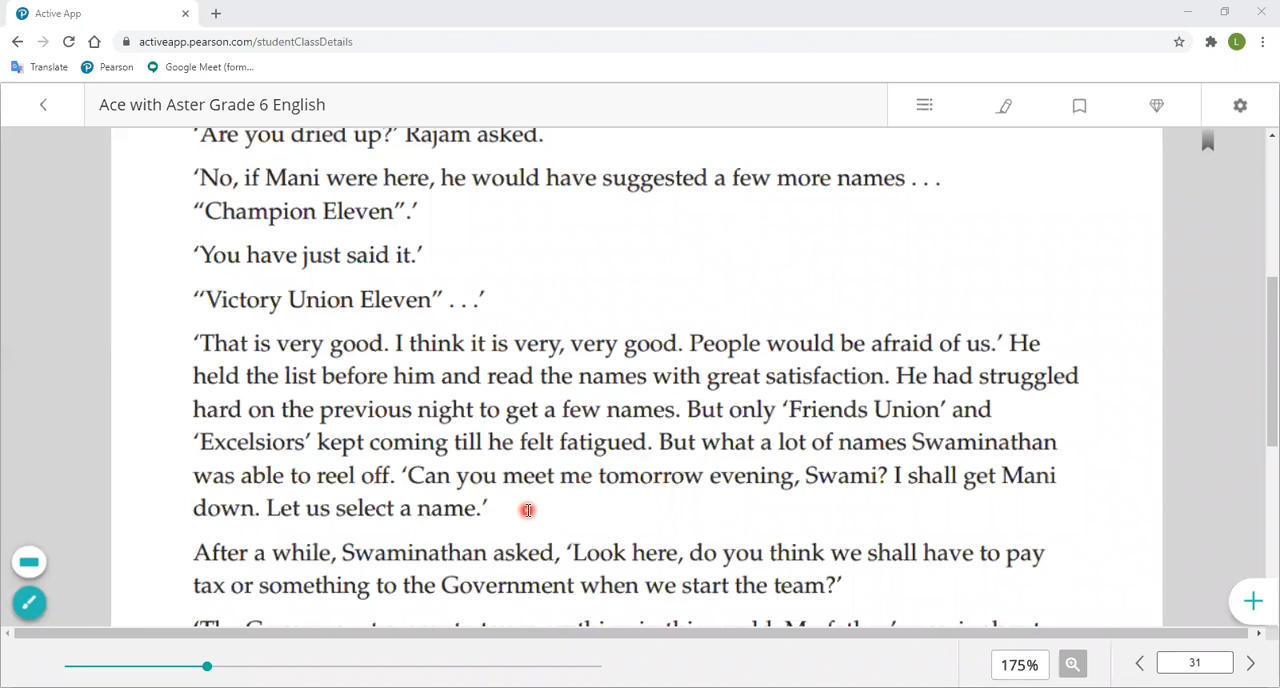 Active App
activeapp.pearson.com/studentClassDetails
L
Translate Pearson Google Meet (form...
Ace with Aster Grade 6 English
‘Are you dried up?’ Rajam asked.
‘No, if Mani were here, he would have suggested a few more names . . .
“Champion Eleven”.’
‘You have just said it.’
“Victory Union Eleven” . . .’
‘That is very good. I think it is very, very good. People would be afraid of us.’ He
held the list before him and read the names with great satisfaction. He had struggled
hard on the previous night to get a few names. But only ‘Friends Union’ and
‘Excelsiors’ kept coming till he felt fatigued. But what a lot of names Swaminathan
was able to reel off. ‘Can you meet me tomorrow evening, Swami? I shall get Mani
down. Let us select a name.’
After a while, Swaminathan asked, ‘Look here, do you think we shall have to pay
tax or something to the Government when we start the team?’
175%
31